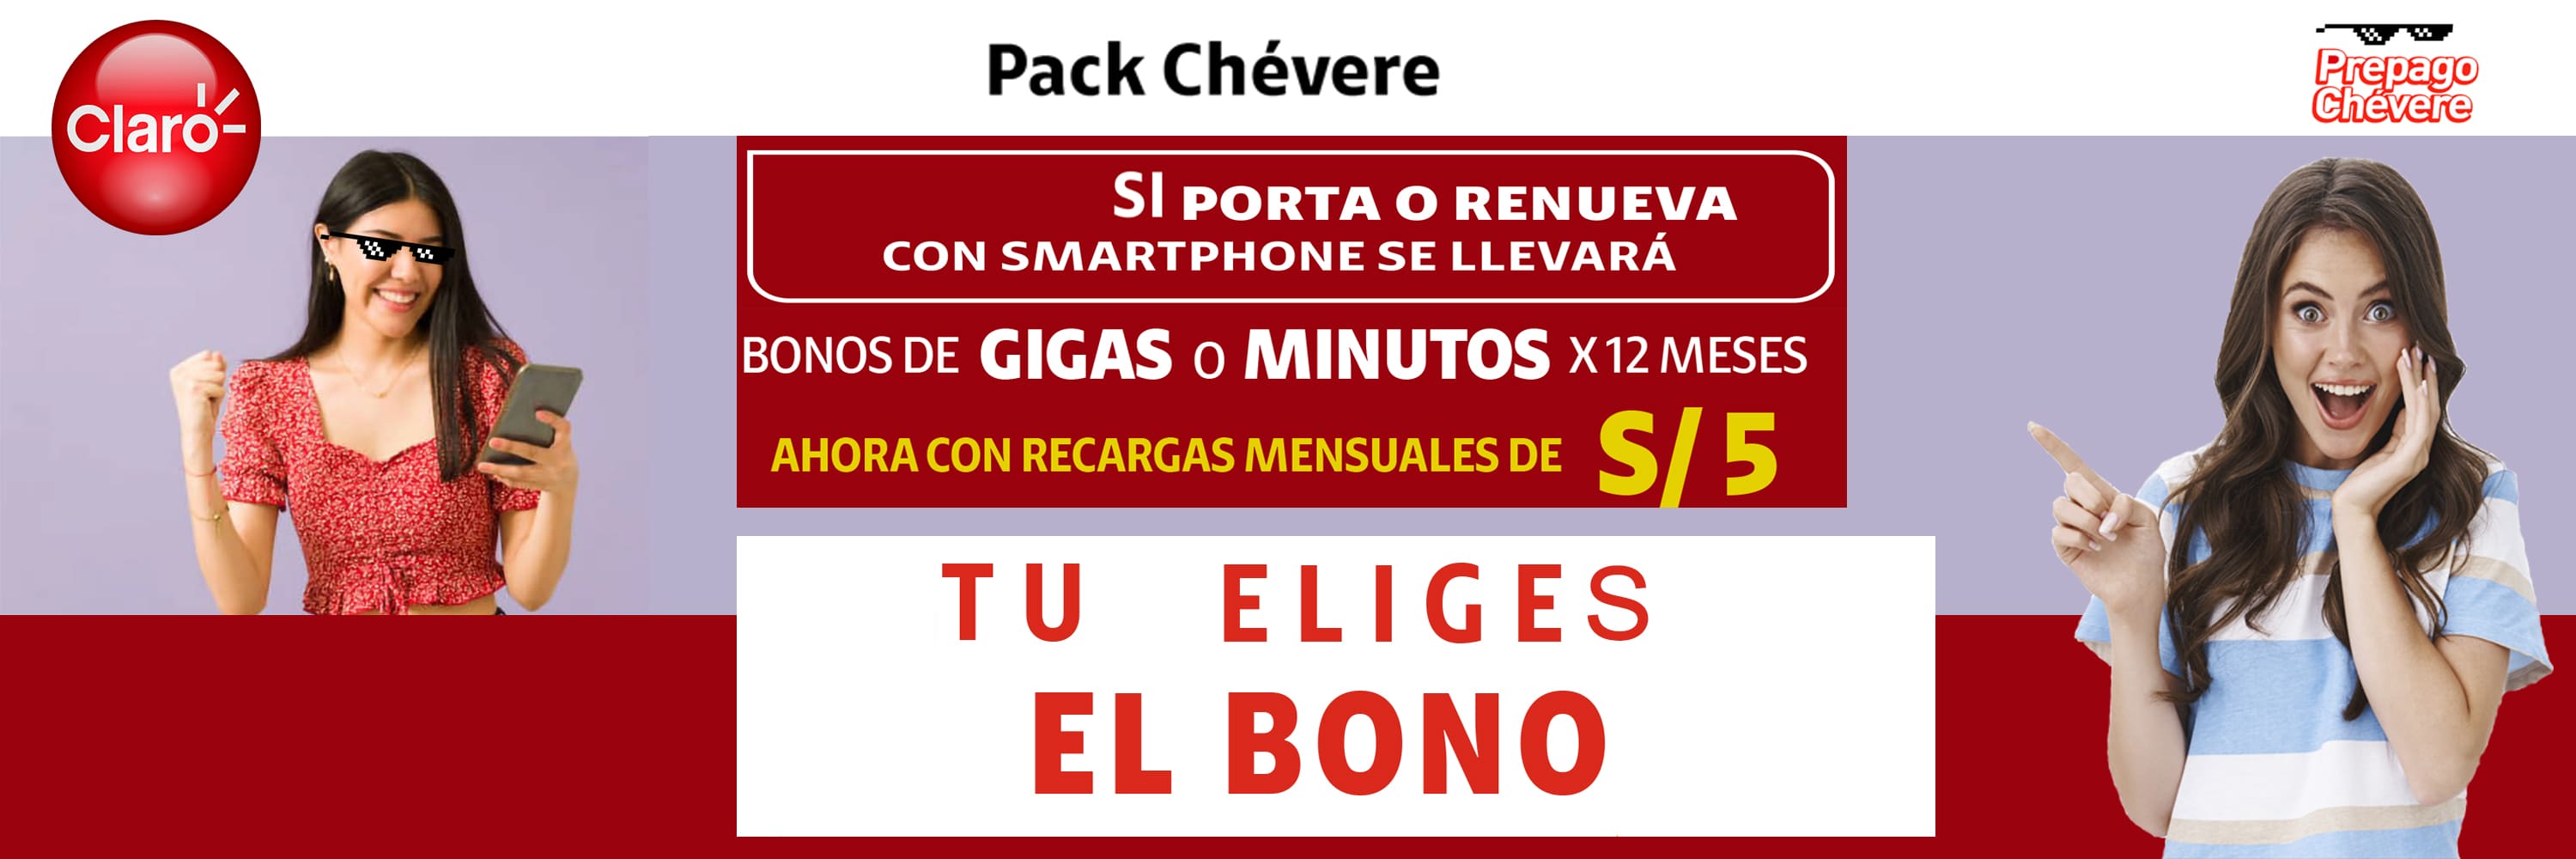 Claro
Pack Chévere
Prepago
Chévere
SI PORTA O RENUEVA
CON SMARTPHONE SE LLEVARÁ
BONOS DE GIGAS o MINUTOS X 12 MESES
AHORA CON RECARGAS MENSUALES DE S/ 5
TU ELIGES
EL BONO